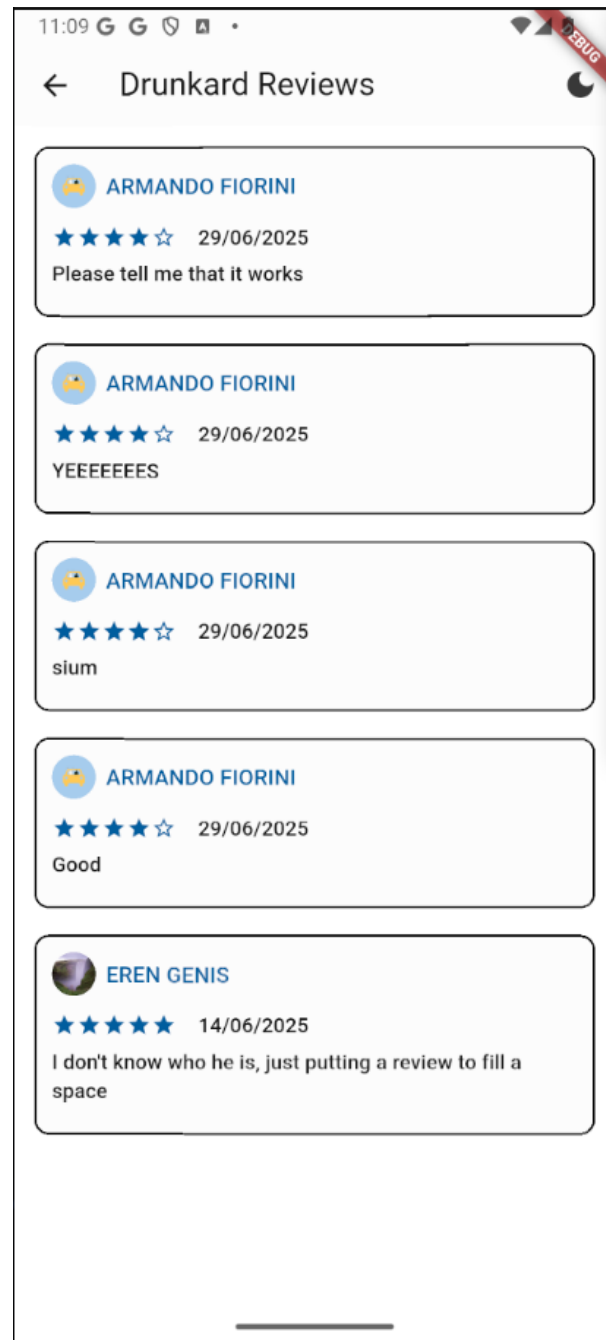 11:09 G G
DEBUG
Drunkard Reviews
ARMANDO FIORINI
29/06/2025
Please tell me that it works
ARMANDO FIORINI
29/06/2025
YEEEEEEES
ARMANDO FIORINI
29/06/2025
sium
ARMANDO FIORINI
29/06/2025
Good
EREN GENIS
14/06/2025
I don't know who he is, just putting a review to fill a
space